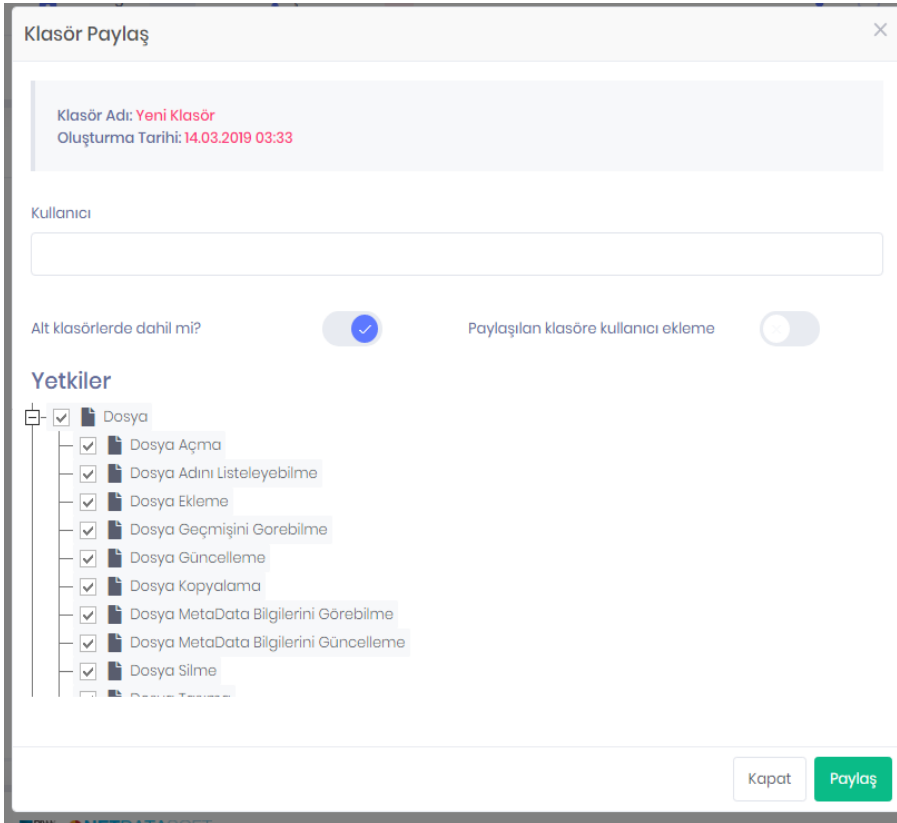 Klasör Paylaş
Klasör Adı: Yeni Klasör
Oluşturma Tarihi: 14.03.2019 03:33
Kullanıcı
Alt klasörlerde dahil mi? Paylaşılan klasöre kullanıcı ekleme
Yetkiler
Dosya
Dosya Açma
Dosya Adını Listeleyebilme
Dosya Ekleme
Dosya Geçmişini Gorebilme
Dosya Güncelleme
Dosya Kopyalama
Dosya MetaData Bilgilerini Görebilme
Dosya MetaData Bilgilerini Güncelleme
Dosya Silme
Kapat Paylaş